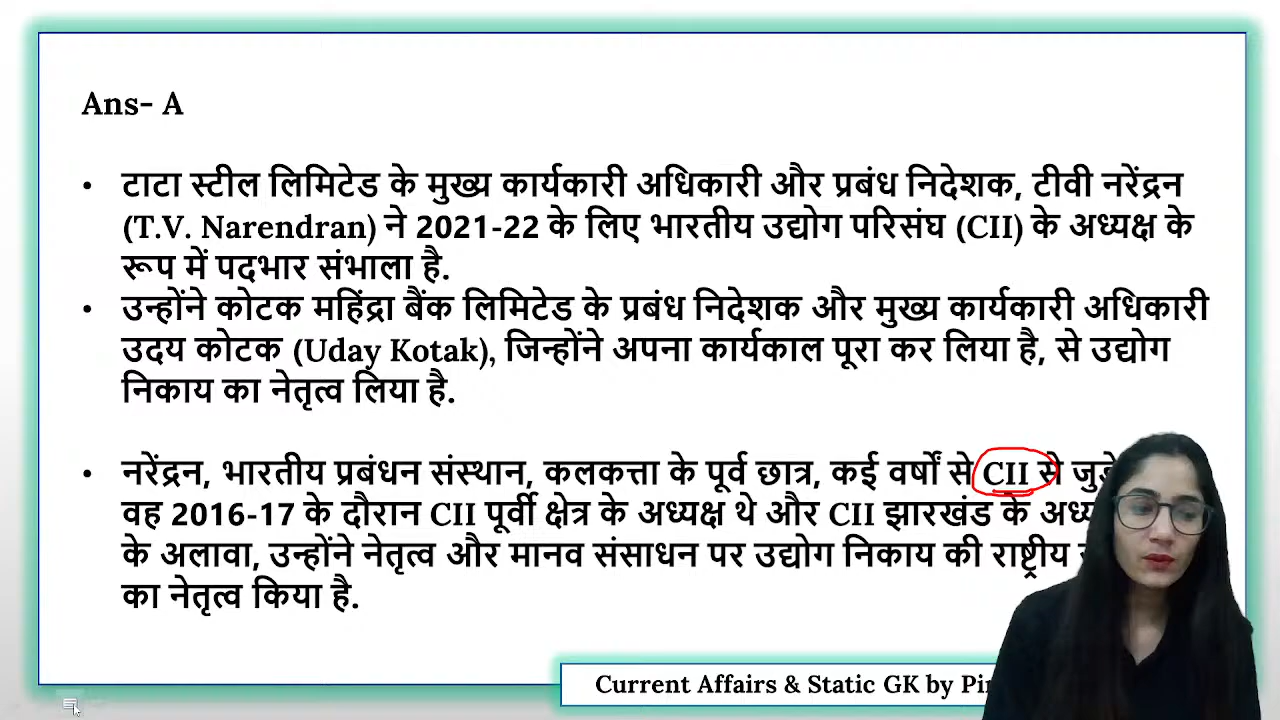 Ans- A
• टाटा स्टील लिमिटेड के मुख्य कार्यकारी अधिकारी और प्रबंध निदेशक, टीवी नरेंद्रन
(T.V. Narendran) ने 2021-22 के लिए भारतीय उद्योग परिसंघ (CII) के अध्यक्ष के
रूप में पदभार संभाला है.
• उन्होंने कोटक महिंद्रा बैंक लिमिटेड के प्रबंध निदेशक और मुख्य कार्यकारी अधिकारी
उदय कोटक (Uday Kotak), जिन्होंने अपना कार्यकाल पूरा कर लिया है, से उद्योग
निकाय का नेतृत्व लिया है.
• नरेंद्रन, भारतीय प्रबंधन संस्थान, कलकत्ता के पूर्व छात्र, कई वर्षों से CII से
वह 2016-17 के दौरान CII पूर्वी क्षेत्र के अध्यक्ष थे और CII झारखंड के
के अलावा, उन्होंने नेतृत्व और मानव संसाधन पर उद्योग निकाय की राष्ट्रीय
का नेतृत्व किया है.
Current Affairs & Static GK by